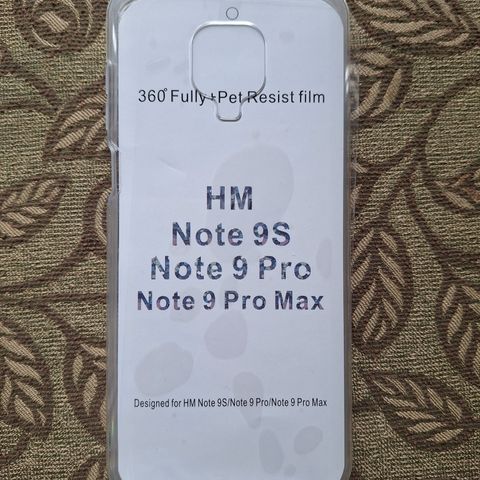 360° Fully+Pet Resist film
HM
Note 9S
Note 9 Pro
Note 9 Pro Max
Designed for HM Note 9S/Note 9 Pro/Note 9 Pro Max